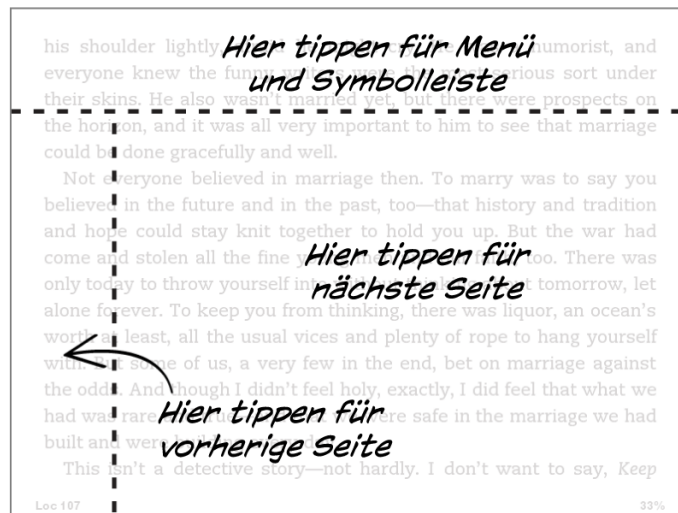 Hier tippen für Menü
und Symbolleiste
his shoulder lightly, humorist, and
everyone knew the funny serious sort under
their skins. He also wasn't married yet, but there were prospects on
the horizon, and it was all very important to him to see that marriage
could be done gracefully and well.
Not everyone believed in marriage then. To marry was to say you
believed in the future and in the past, too—that history and tradition
and hope could stay knit together to hold you up. But the war had
come and stolen all the fine too. There was
only today to throw yourself tomorrow, let
alone forever. To keep you from thinking, there was liquor, an ocean's
worth at least, all the usual vices and plenty of rope to hang yourself
with. But some of us, a very few in the end, bet on marriage against
the odds. And though I didn't feel holy, exactly, I did feel that what we
had was rare were safe in the marriage we had
built and were
This isn't a detective story—not hardly. I don't want to say, Keep
Hier tippen für
nächste Seite
Hier tippen für
vorherige Seite
Loc 107
33%